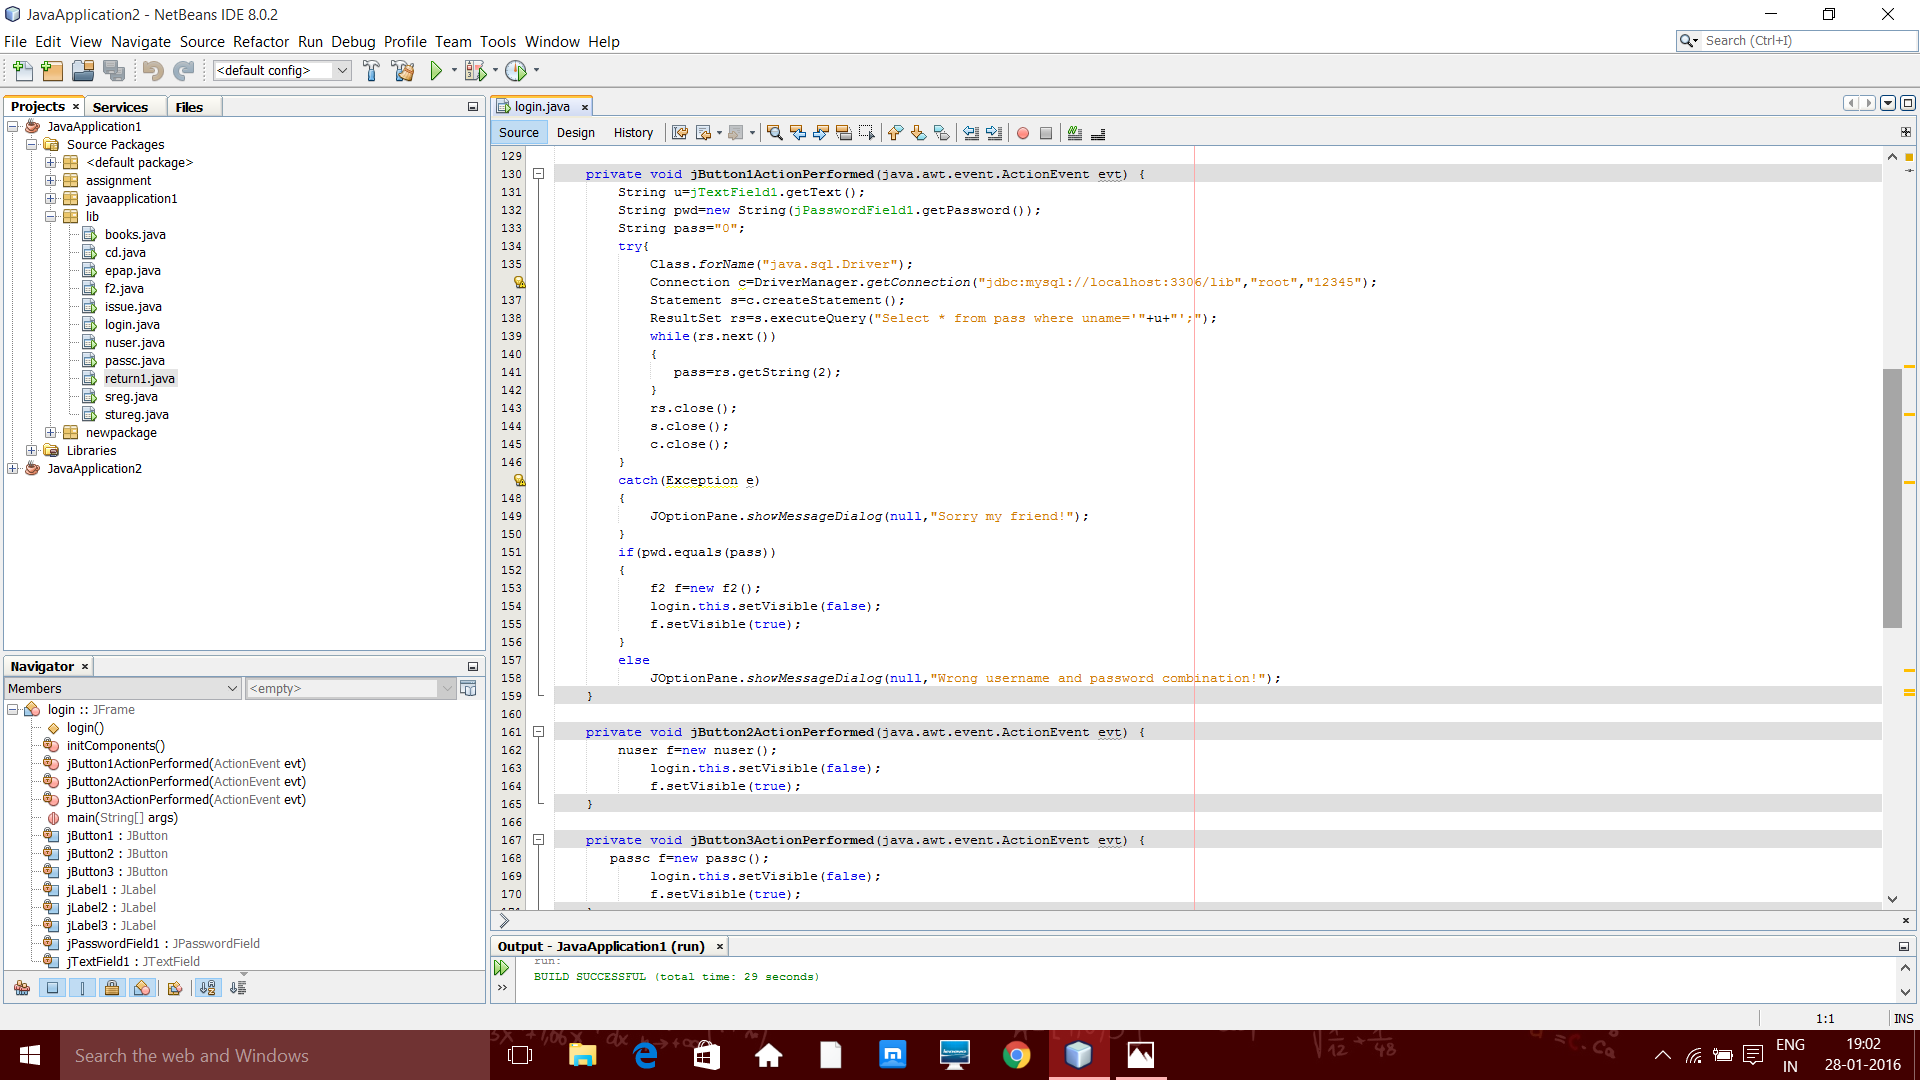 JavaApplication2 - NetBeans IDE 8.0.2
File Edit View Navigate Source Refactor Run Debug Profile Team Tools Window Help
Search (Ctrl+I)
<default config>
Projects × Services Files
JavaApplication1
Source Packages
<default package>
assignment
javaapplication1
lib
books.java
cd.java
epap.java
f2.java
issue.java
login.java
nuser.java
passc.java
return1.java
sreg.java
stureg.java
newpackage
Libraries
JavaApplication2
Navigator ×
Members <empty>
login :: JFrame
login()
initComponents()
jButton1ActionPerformed(ActionEvent evt)
jButton2ActionPerformed(ActionEvent evt)
jButton3ActionPerformed(ActionEvent evt)
main(String[] args)
jButton1 : JButton
jButton2 : JButton
jButton3 : JButton
jLabel1 : JLabel
jLabel2 : JLabel
jLabel3 : JLabel
jPasswordField1 : JPasswordField
jTextField1 : JTextField
login.java ×
Source Design History
129
130 private void jButton1ActionPerformed(java.awt.event.ActionEvent evt) {
131 String u=jTextField1.getText();
132 String pwd=new String(jPasswordField1.getPassword());
133 String pass="0";
134 try{
135 Class.forName("java.sql.Driver");
Connection c=DriverManager.getConnection("jdbc:mysql://localhost:3306/lib","root","12345");
137 Statement s=c.createStatement();
138 ResultSet rs=s.executeQuery("Select * from pass where uname='"+u+"';");
139 while(rs.next())
140 {
141 pass=rs.getString(2);
142 }
143 rs.close();
144 s.close();
145 c.close();
146 }
catch(Exception e)
148 {
149 JOptionPane.showMessageDialog(null,"Sorry my friend!");
150 }
151 if(pwd.equals(pass))
152 {
153 f2 f=new f2();
154 login.this.setVisible(false);
155 f.setVisible(true);
156 }
157 else
158 JOptionPane.showMessageDialog(null,"Wrong username and password combination!");
159 }
160
161 private void jButton2ActionPerformed(java.awt.event.ActionEvent evt) {
162 nuser f=new nuser();
163 login.this.setVisible(false);
164 f.setVisible(true);
165 }
166
167 private void jButton3ActionPerformed(java.awt.event.ActionEvent evt) {
168 passc f=new passc();
169 login.this.setVisible(false);
170 f.setVisible(true);
Output - JavaApplication1 (run) ×
run:
BUILD SUCCESSFUL (total time: 29 seconds)
1:1 INS
Search the web and Windows
ENG
IN
19:02
28-01-2016